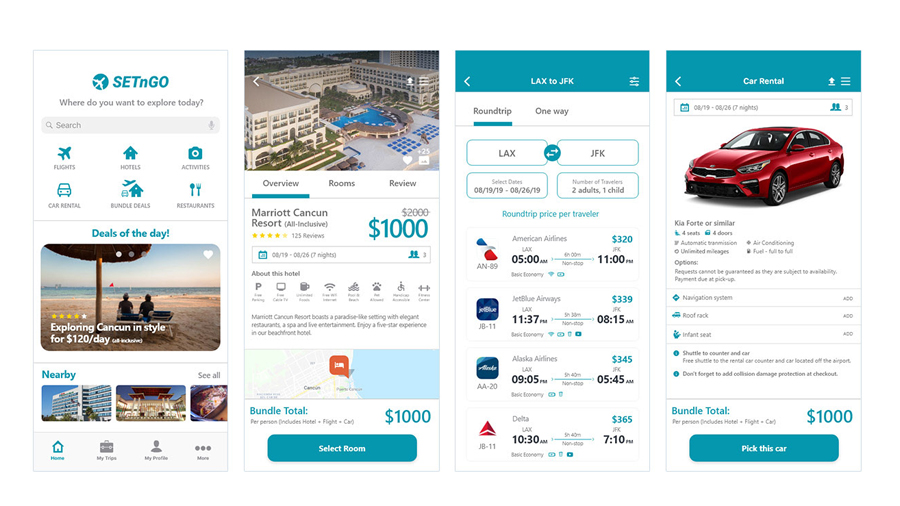 SETnGO
Where do you want to explore today?
Search
FLIGHTS
HOTELS
ACTIVITIES
CAR RENTAL
BUNDLE DEALS
RESTAURANTS
Deals of the day!
Exploring Cancun in style
for $120/day (all-inclusive)
Nearby
See all
Home
My Trips
My Profile
More
+25
Overview
Rooms
Review
Marriott Cancun
Resort (All-Inclusive)
$2000
$1000
125 Reviews
08/19 - 08/26 (7 nights)
3
About this hotel
Free Parking
Free Cable TV
Unlimited Foods
Free WiFi Internet
Pool & Beach
Pet Allowed
Handicap Accessible
Fitness Center
Marriott Cancun Resort boasts a paradise-like setting with elegant
restaurants, a spa and live entertainment. Enjoy a five-star experience
in our beachfront hotel.
Cancún
Puerto Cancún
Bundle Total:
Per person (Includes Hotel + Flight + Car)
$1000
Select Room
LAX to JFK
Roundtrip
One way
LAX
JFK
Select Dates
08/19/19 - 08/26/19
Number of Travelers
2 adults, 1 child
Roundtrip price per traveler
American Airlines
$320
LAX
JFK
05:00 AM
6h 00m
11:00 PM
Non-stop
AN-89
Basic Economy
jetBlue
JetBlue Airways
$339
LAX
JFK
11:37 PM
5h 38m
08:15 AM
Non-stop
JB-11
Basic Economy
Alaska
Alaska Airlines
$345
LAX
JFK
09:05 PM
5h 40m
05:45 AM
Non-stop
AA-20
Basic Economy
Delta
$365
LAX
JFK
10:30 AM
5h 40m
7:10 PM
Non-stop
JB-11
Basic Economy
Car Rental
08/19 - 08/26 (7 nights)
3
Kia Forte or similar
4 seats
4 doors
Automatic tranmission
Air Conditioning
Unlimited mileages
Fuel - full to full
Options:
Requests cannot be guaranteed as they are subject to availability.
Payment due at pick-up.
Navigation system
ADD
Roof rack
ADD
Infant seat
ADD
Shuttle to counter and car
Free shuttle to the rental car counter and car located off the airport.
Don't forget to add collision damage protection at checkout.
Bundle Total:
Per person (Includes Hotel + Flight + Car)
$1000
Pick this car